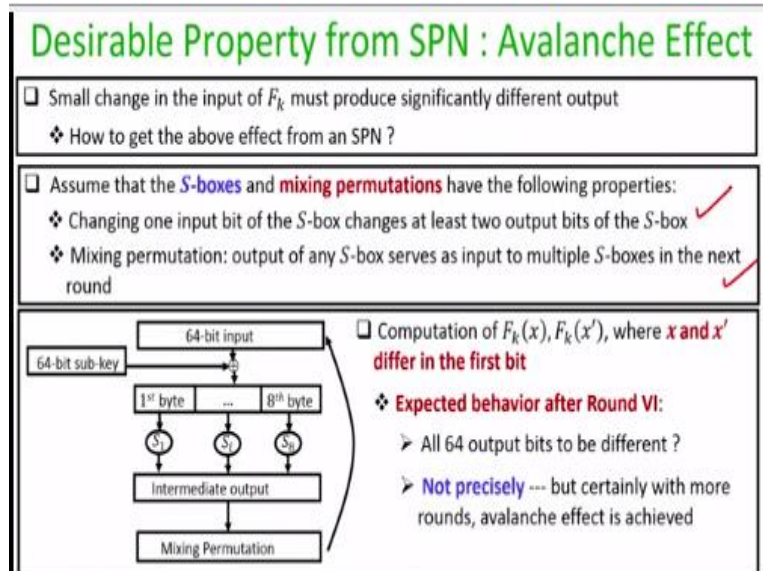 Desirable Property from SPN : Avalanche Effect
❑ Small change in the input of Fₖ must produce significantly different output
❖ How to get the above effect from an SPN ?
❑ Assume that the S-boxes and mixing permutations have the following properties:
❖ Changing one input bit of the S-box changes at least two output bits of the S-box
❖ Mixing permutation: output of any S-box serves as input to multiple S-boxes in the next
round
64-bit input
64-bit sub-key
1st byte ... 8th byte
S₁ Sᵢ S₈
Intermediate output
Mixing Permutation
❑ Computation of Fₖ(x), Fₖ(x′), where x and x′
differ in the first bit
❖ Expected behavior after Round VI:
➢ All 64 output bits to be different ?
➢ Not precisely --- but certainly with more
rounds, avalanche effect is achieved